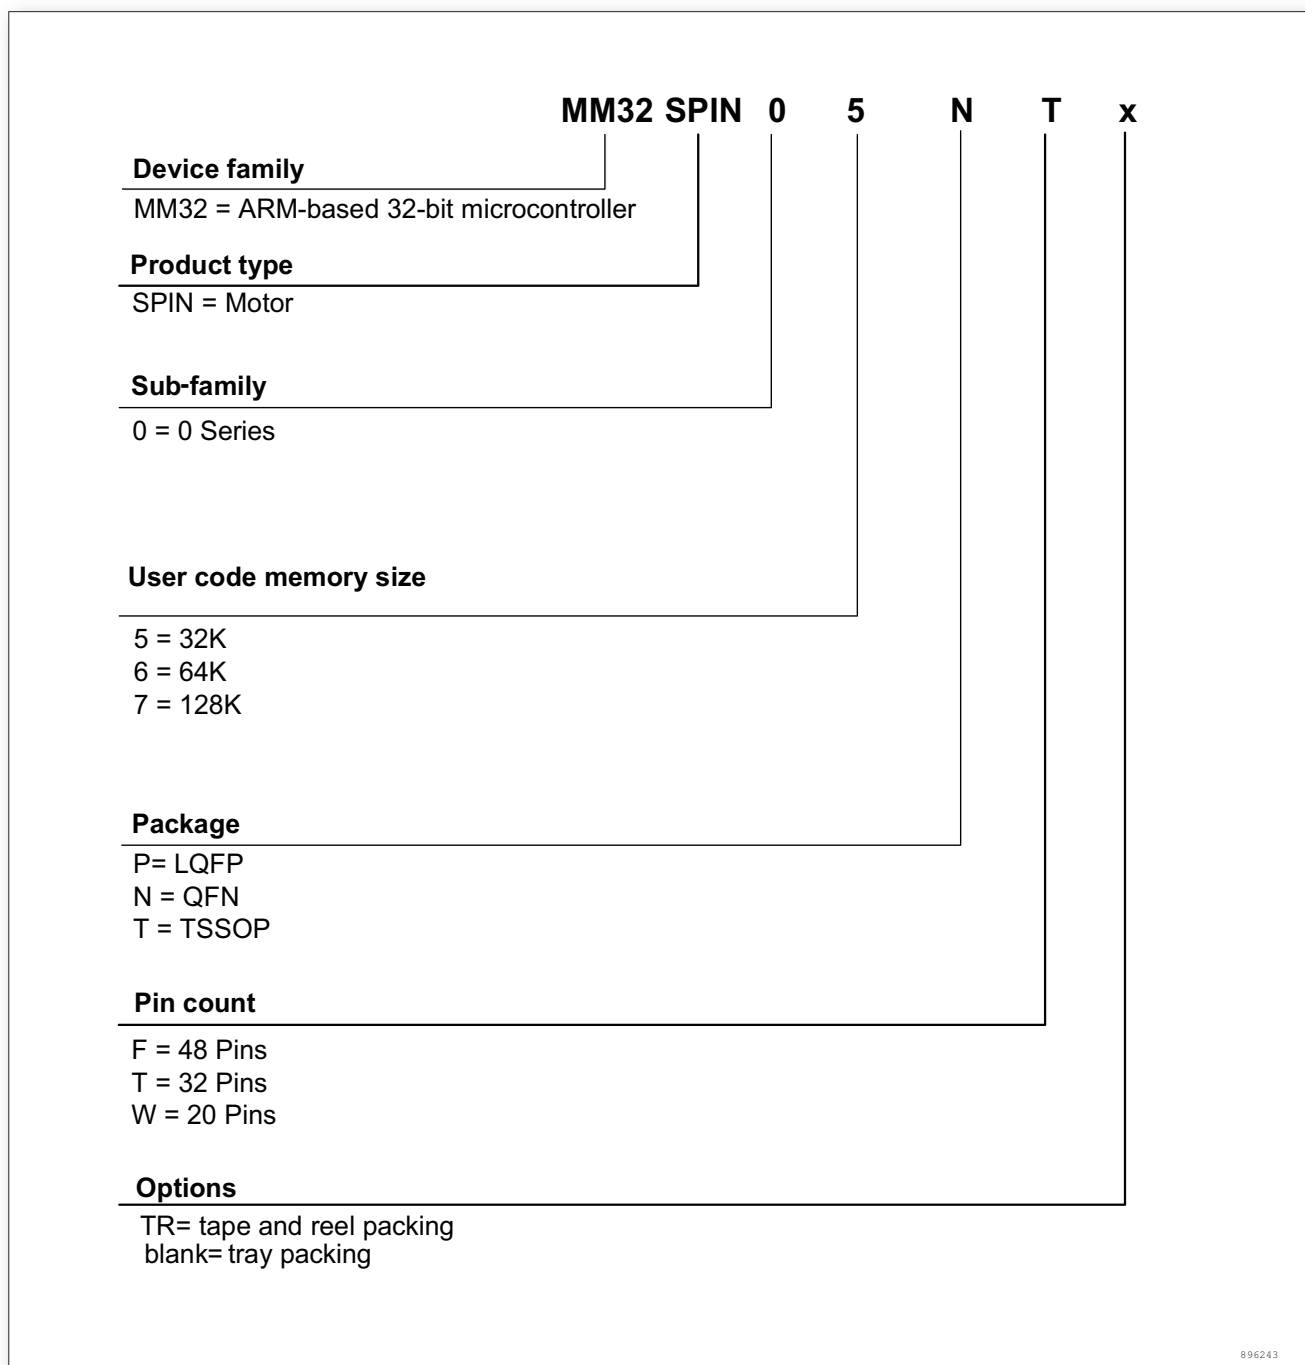 MM32 SPIN 0 5 N T x
Device family
MM32 = ARM-based 32-bit microcontroller
Product type
SPIN = Motor
Sub-family
0 = 0 Series
User code memory size
5 = 32K
6 = 64K
7 = 128K
Package
P= LQFP
N = QFN
T = TSSOP
Pin count
F = 48 Pins
T = 32 Pins
W = 20 Pins
Options
TR= tape and reel packing
blank= tray packing
896243